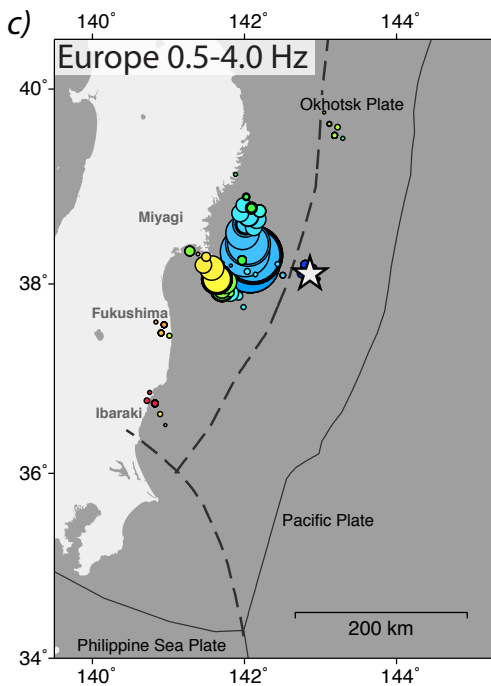 c)
140˚ 142˚ 144˚
Europe 0.5-4.0 Hz
40˚
Okhotsk Plate
Miyagi
38˚
Fukushima
Ibaraki
36˚
Pacific Plate
200 km
Philippine Sea Plate
34˚
140˚ 142˚ 144˚